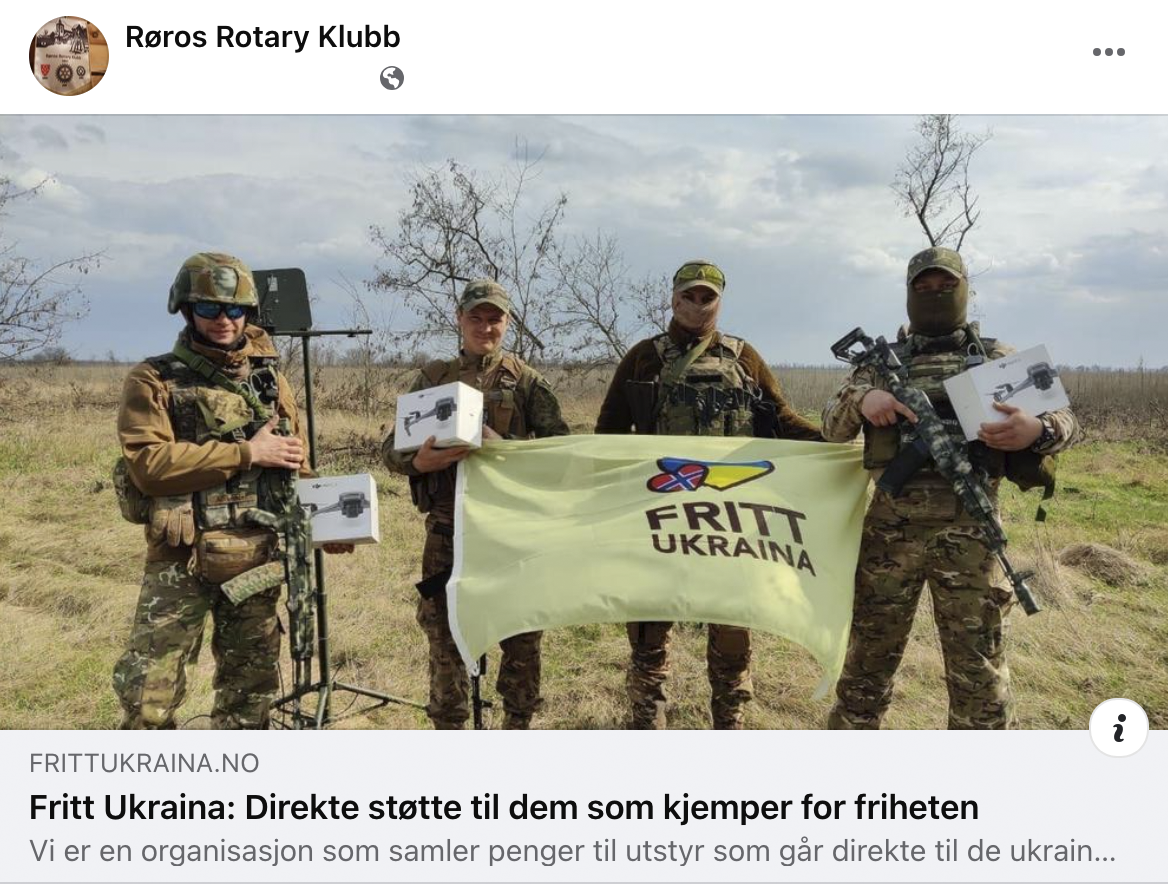 Røros Rotary Klubb
FRITT
UKRAINA
FRITTUKRAINA.NO
Fritt Ukraina: Direkte støtte til dem som kjemper for friheten
Vi er en organisasjon som samler penger til utstyr som går direkte til de ukrain...